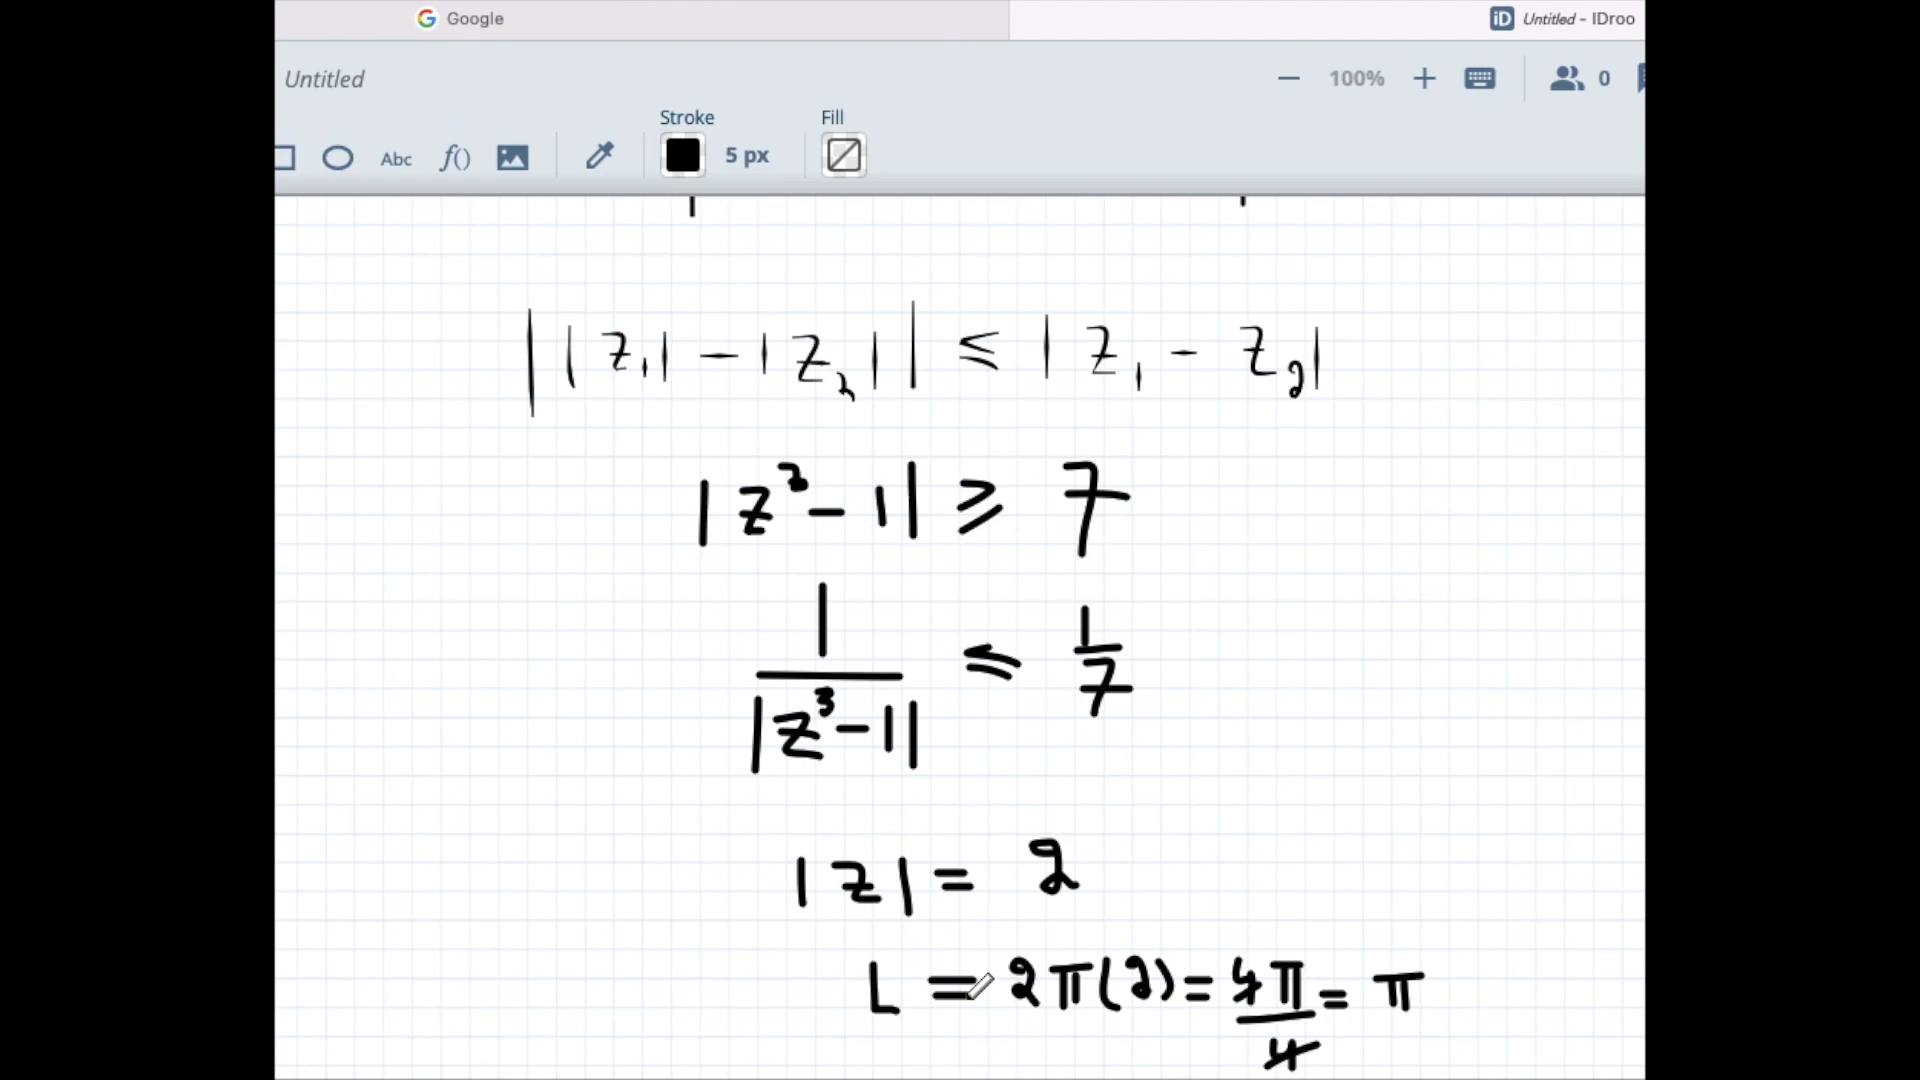 Google
Untitled - IDroo
Untitled
100%
0
Stroke
Fill
Abc
f()
5 px
||z₁| - |z₂|| ≤ |z₁ - z₂|
|z³ - 1| ≥ 7
1/|z³ - 1| ≤ 1/7
|z| = 2
L = 2π(2) = 4π/4 = π